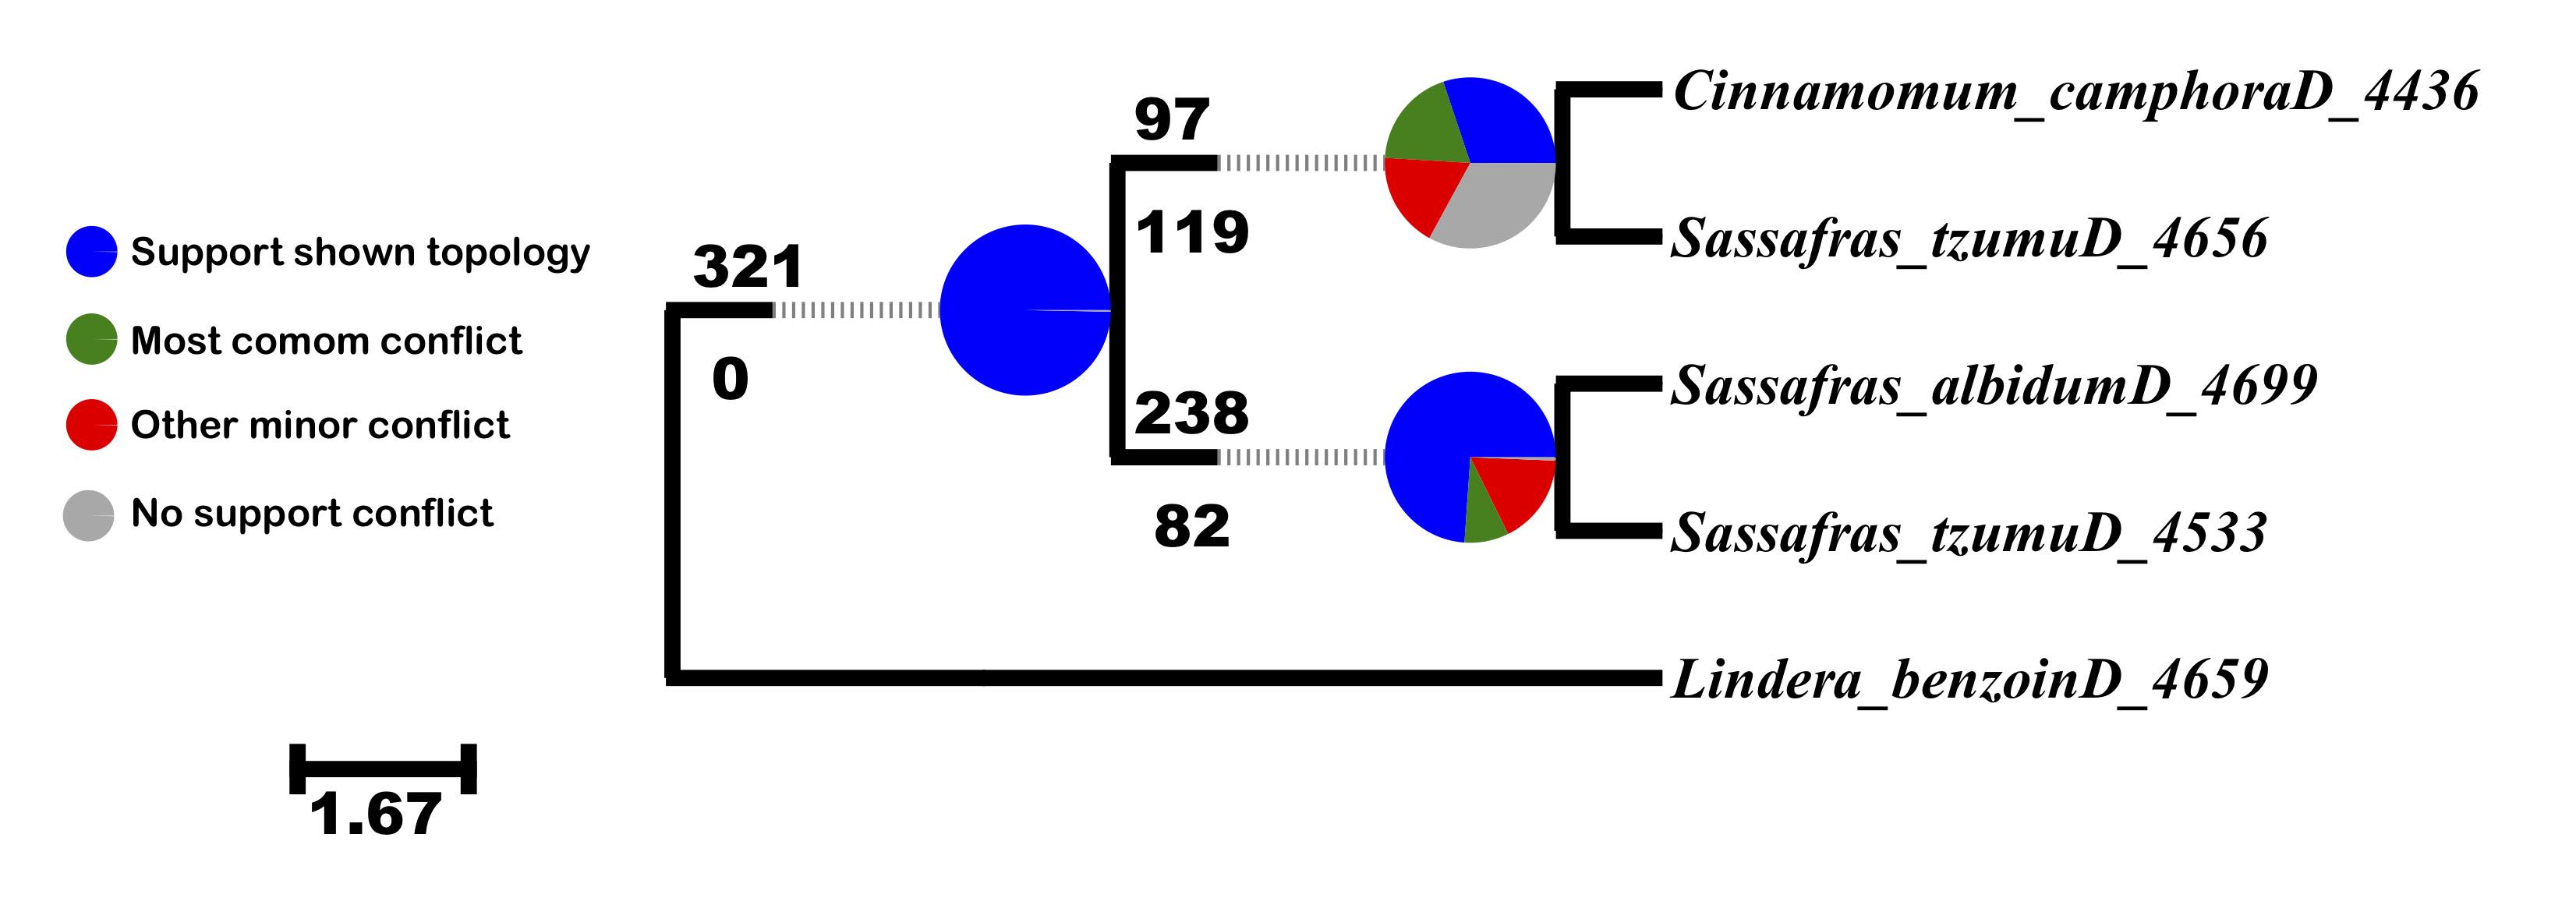 97
Cinnamomum_camphoraD_4436
119
Sassafras_tzumuD_4656
321
0
238
Sassafras_albidumD_4699
82
Sassafras_tzumuD_4533
Lindera_benzoinD_4659
Support shown topology
Most comom conflict
Other minor conflict
No support conflict
1.67